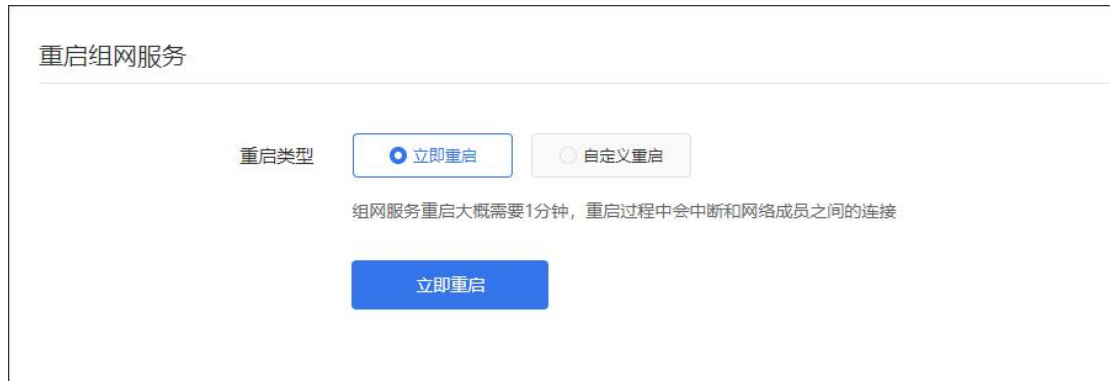 重启组网服务
重启类型 立即重启 自定义重启
组网服务重启大概需要1分钟，重启过程中会中断和网络成员之间的连接
立即重启